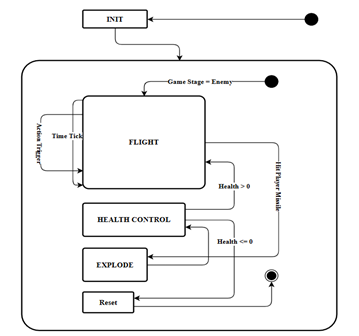 INIT
Game Stage = Enemy
Action Trigger
Time Tick
FLIGHT
Hit Player Missile
Health > 0
HEALTH CONTROL
Health <= 0
EXPLODE
Reset